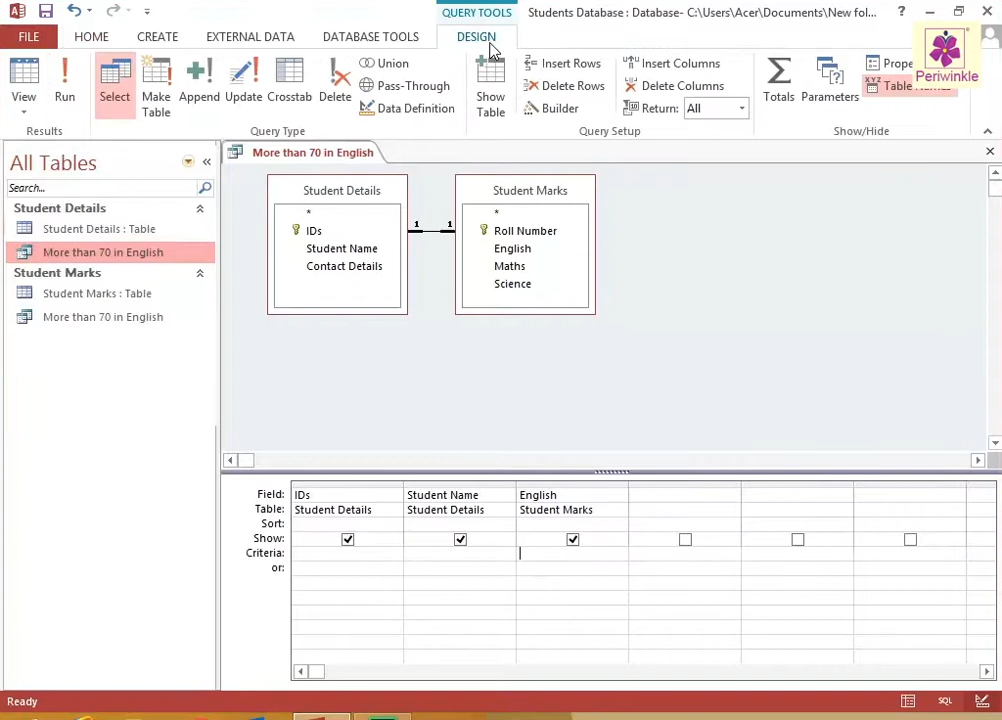 QUERY TOOLS
Students Database : Database- C:\Users\Acer\Documents\New fol...
?
FILE
HOME
CREATE
EXTERNAL DATA
DATABASE TOOLS
DESIGN
Periwinkle
View
Run
Select
Make Table
Append
Update
Crosstab
Delete
Union
Pass-Through
Data Definition
Show Table
Insert Rows
Delete Rows
Builder
Insert Columns
Delete Columns
Return: All
Totals
Parameters
XYZ
Results
Query Type
Query Setup
Show/Hide
All Tables
Search...
Student Details
Student Details : Table
More than 70 in English
Student Marks
Student Marks : Table
More than 70 in English
More than 70 in English
Student Details
*
IDs
Student Name
Contact Details
1 1
Student Marks
*
Roll Number
English
Maths
Science
Field: IDs Student Name English
Table: Student Details Student Details Student Marks
Sort:
Show:
Criteria:
or:
Ready
SQL